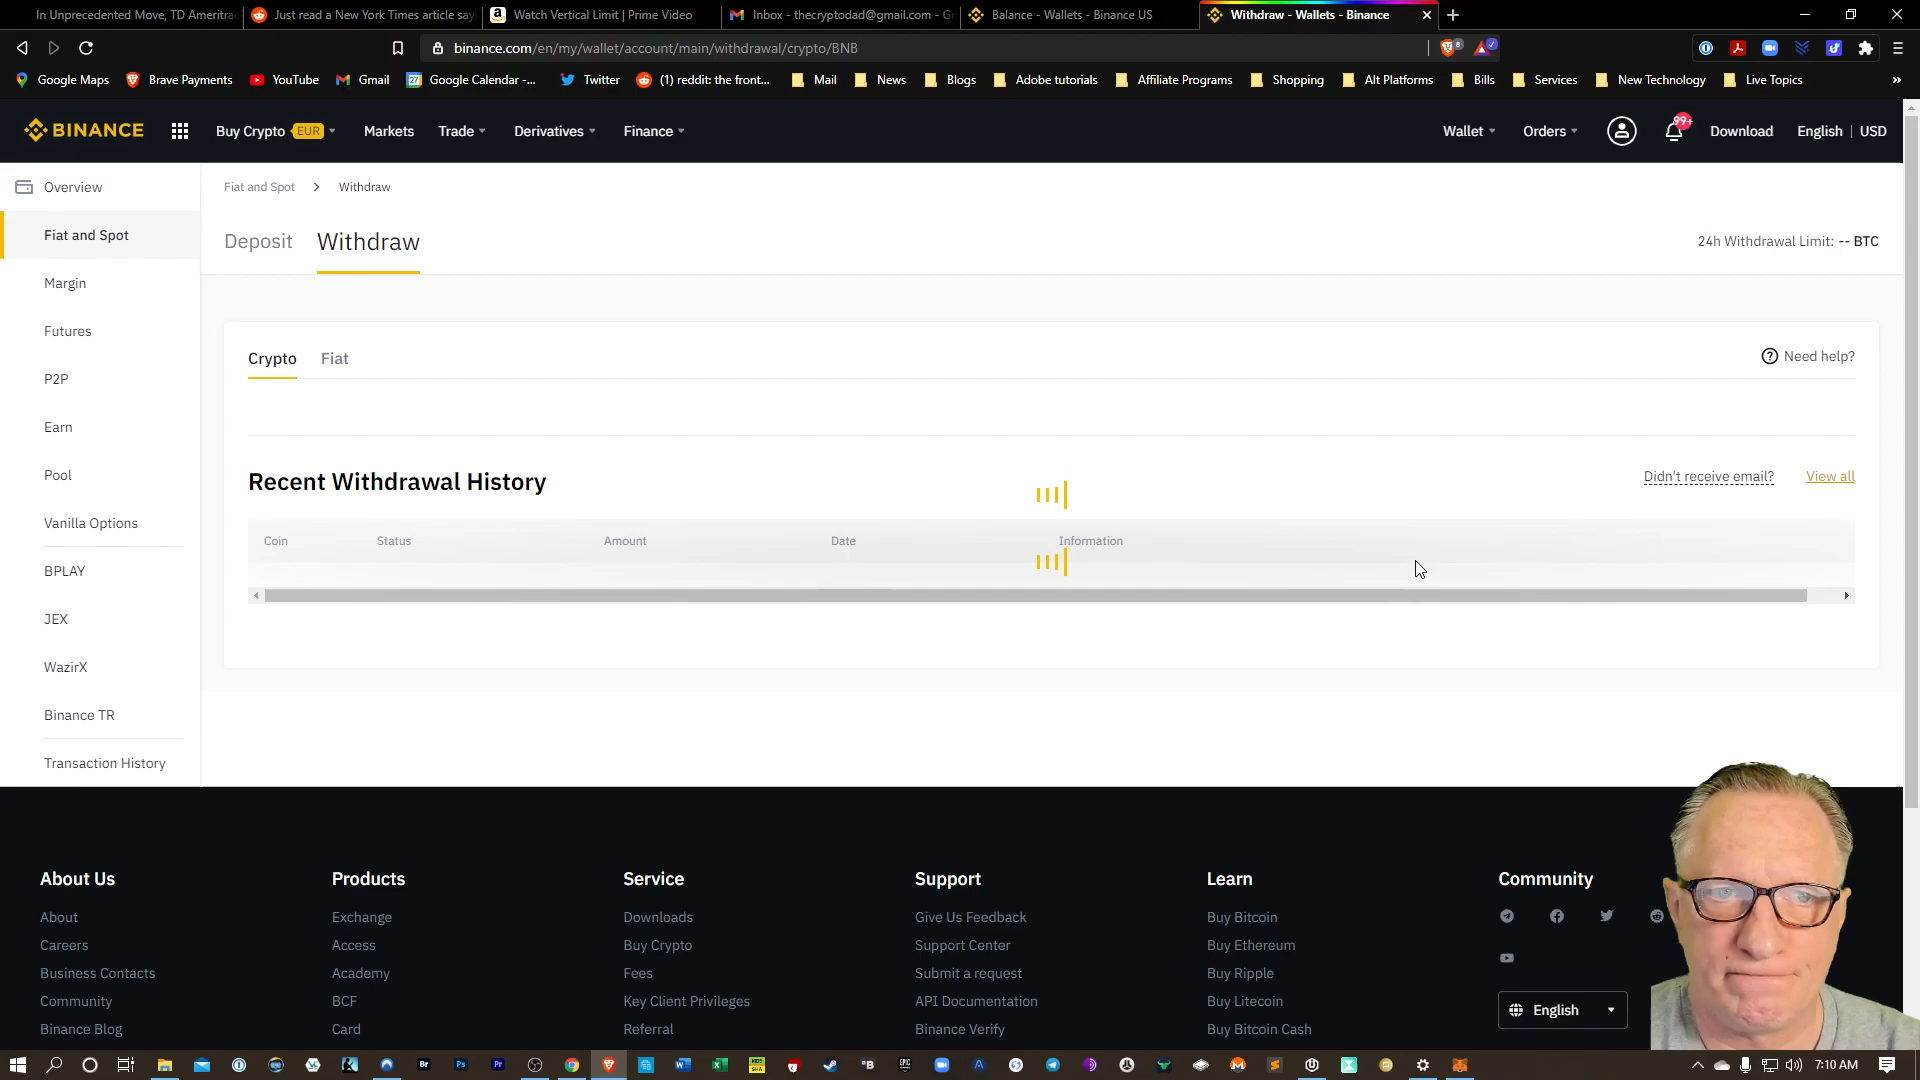 In Unprecedented Move, TD Ameritra
Just read a New York Times article say
Watch Vertical Limit | Prime Video
Inbox - thecryptodad@gmail.com - G
Balance - Wallets - Binance US
Withdraw - Wallets - Binance
binance.com/en/my/wallet/account/main/withdrawal/crypto/BNB
Google Maps
Brave Payments
YouTube
Gmail
Google Calendar -...
Twitter
(1) reddit: the front...
Mail
News
Blogs
Adobe tutorials
Affiliate Programs
Shopping
Alt Platforms
Bills
Services
New Technology
Live Topics
BINANCE
Buy Crypto EUR
Markets
Trade
Derivatives
Finance
Wallet
Orders
99+
Download
English | USD
Overview
Fiat and Spot
Margin
Futures
P2P
Earn
Pool
Vanilla Options
BPLAY
JEX
WazirX
Binance TR
Transaction History
Fiat and Spot > Withdraw
Deposit Withdraw
24h Withdrawal Limit: -- BTC
Crypto Fiat
Need help?
Recent Withdrawal History
Didn't receive email? View all
Coin Status Amount Date Information
About Us
About
Careers
Business Contacts
Community
Binance Blog
Products
Exchange
Access
Academy
BCF
Card
Service
Downloads
Buy Crypto
Fees
Key Client Privileges
Referral
Support
Give Us Feedback
Support Center
Submit a request
API Documentation
Binance Verify
Learn
Buy Bitcoin
Buy Ethereum
Buy Ripple
Buy Litecoin
Buy Bitcoin Cash
Community
English
7:10 AM